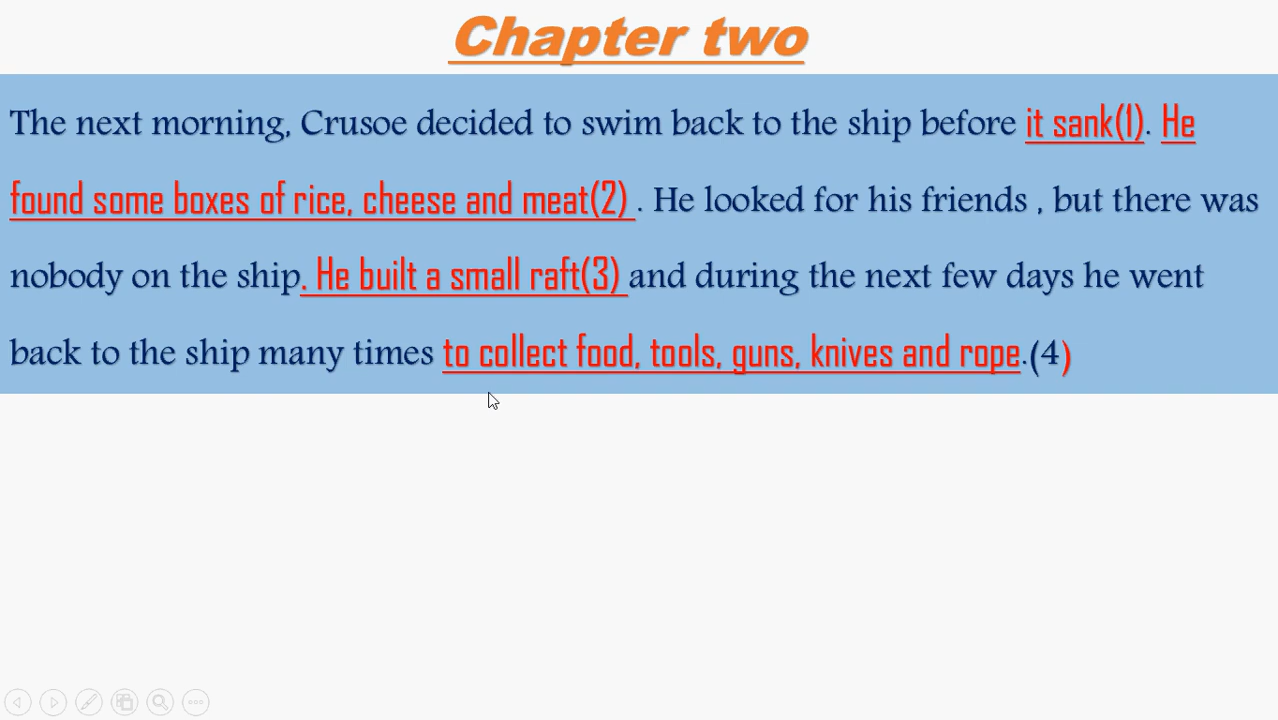 Chapter two
The next morning, Crusoe decided to swim back to the ship before it sank(1). He
found some boxes of rice, cheese and meat(2) . He looked for his friends , but there was
nobody on the ship. He built a small raft(3) and during the next few days he went
back to the ship many times to collect food, tools, guns, knives and rope.(4)